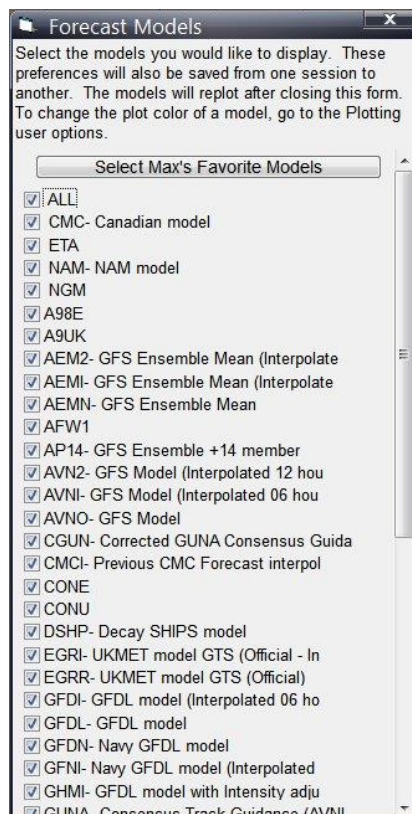 Forecast Models
Select the models you would like to display. These
preferences will also be saved from one session to
another. The models will replot after closing this form.
To change the plot color of a model, go to the Plotting
user options.
Select Max's Favorite Models
ALL
CMC- Canadian model
ETA
NAM- NAM model
NGM
A98E
A9UK
AEM2- GFS Ensemble Mean (Interpolate
AEMI- GFS Ensemble Mean (Interpolate
AEMN- GFS Ensemble Mean
AFW1
AP14- GFS Ensemble +14 member
AVN2- GFS Model (Interpolated 12 hou
AVNI- GFS Model (Interpolated 06 hou
AVNO- GFS Model
CGUN- Corrected GUNA Consensus Guida
CMCI- Previous CMC Forecast interpol
CONE
CONU
DSHP- Decay SHIPS model
EGRI- UKMET model GTS (Official - In
EGRR- UKMET model GTS (Official)
GFDI- GFDL model (Interpolated 06 ho
GFDL- GFDL model
GFDN- Navy GFDL model
GFNI- Navy GFDL model (Interpolated
GHMI- GFDL model with Intensity adju
GUNA- Consensus Track Guidance (AVNI